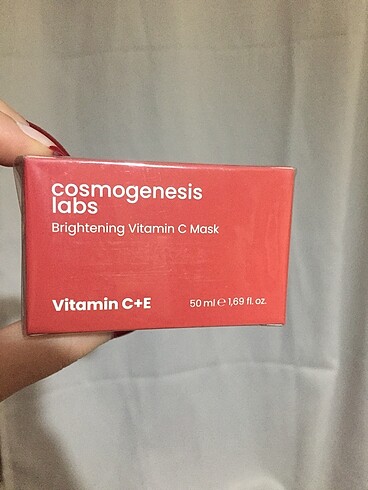 cosmogenesis
labs
Brightening Vitamin C Mask
Vitamin C+E
50 ml ℮ 1,69 fl. oz.